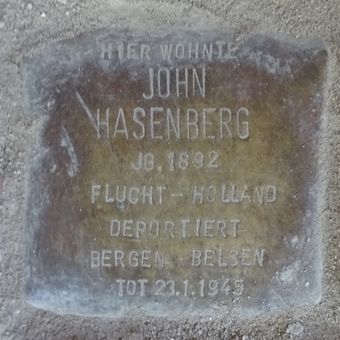 HIER WOHNTE
JOHN
HASENBERG
JG. 1892
FLUCHT - HOLLAND
DEPORTIERT
BERGEN - BELSEN
TOT 23.1.1945